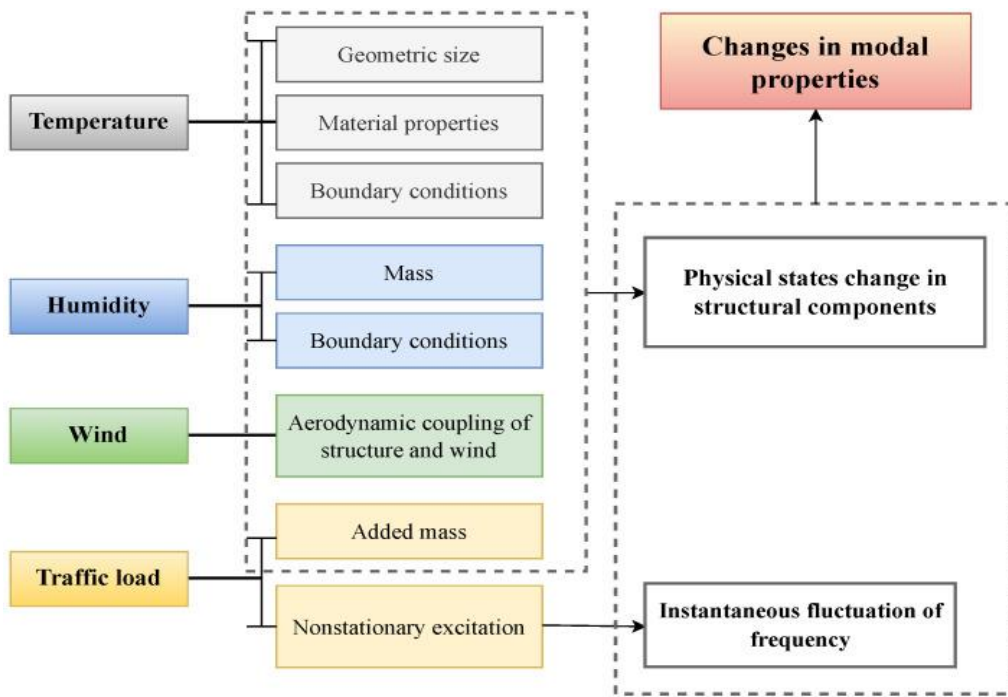 Temperature
Geometric size
Material properties
Boundary conditions
Humidity
Mass
Boundary conditions
Wind
Aerodynamic coupling of
structure and wind
Traffic load
Added mass
Nonstationary excitation
Changes in modal
properties
Physical states change in
structural components
Instantaneous fluctuation of
frequency